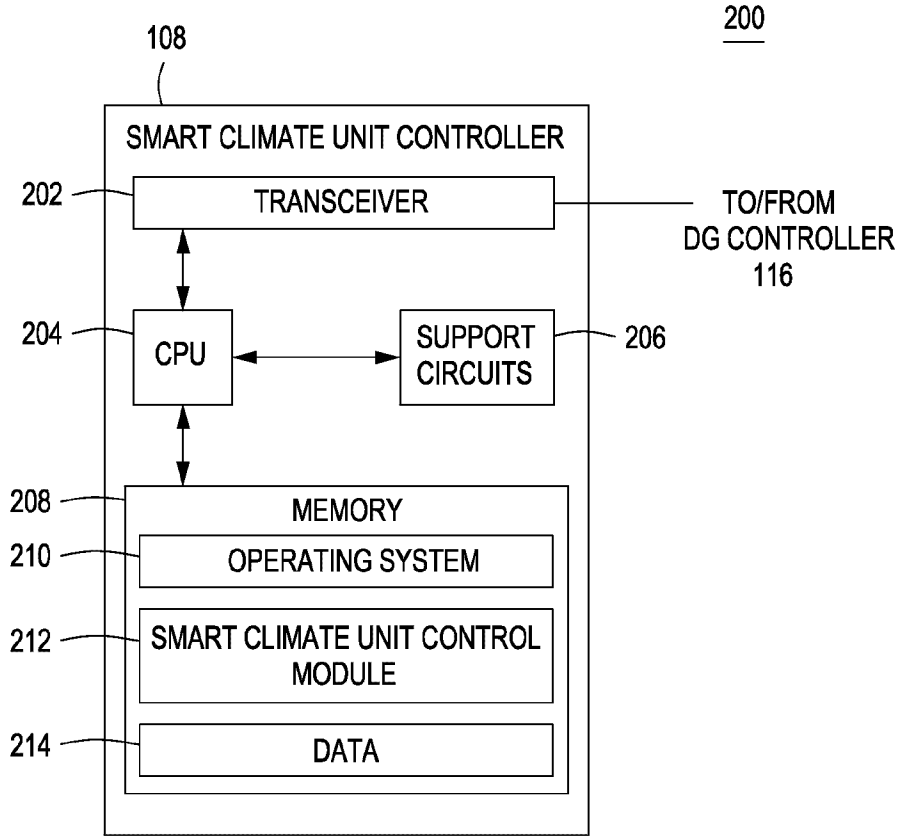 200
108
SMART CLIMATE UNIT CONTROLLER
202
TRANSCEIVER
TO/FROM
DG CONTROLLER
116
204
CPU
SUPPORT
CIRCUITS
206
208
MEMORY
210
OPERATING SYSTEM
212
SMART CLIMATE UNIT CONTROL
MODULE
214
DATA